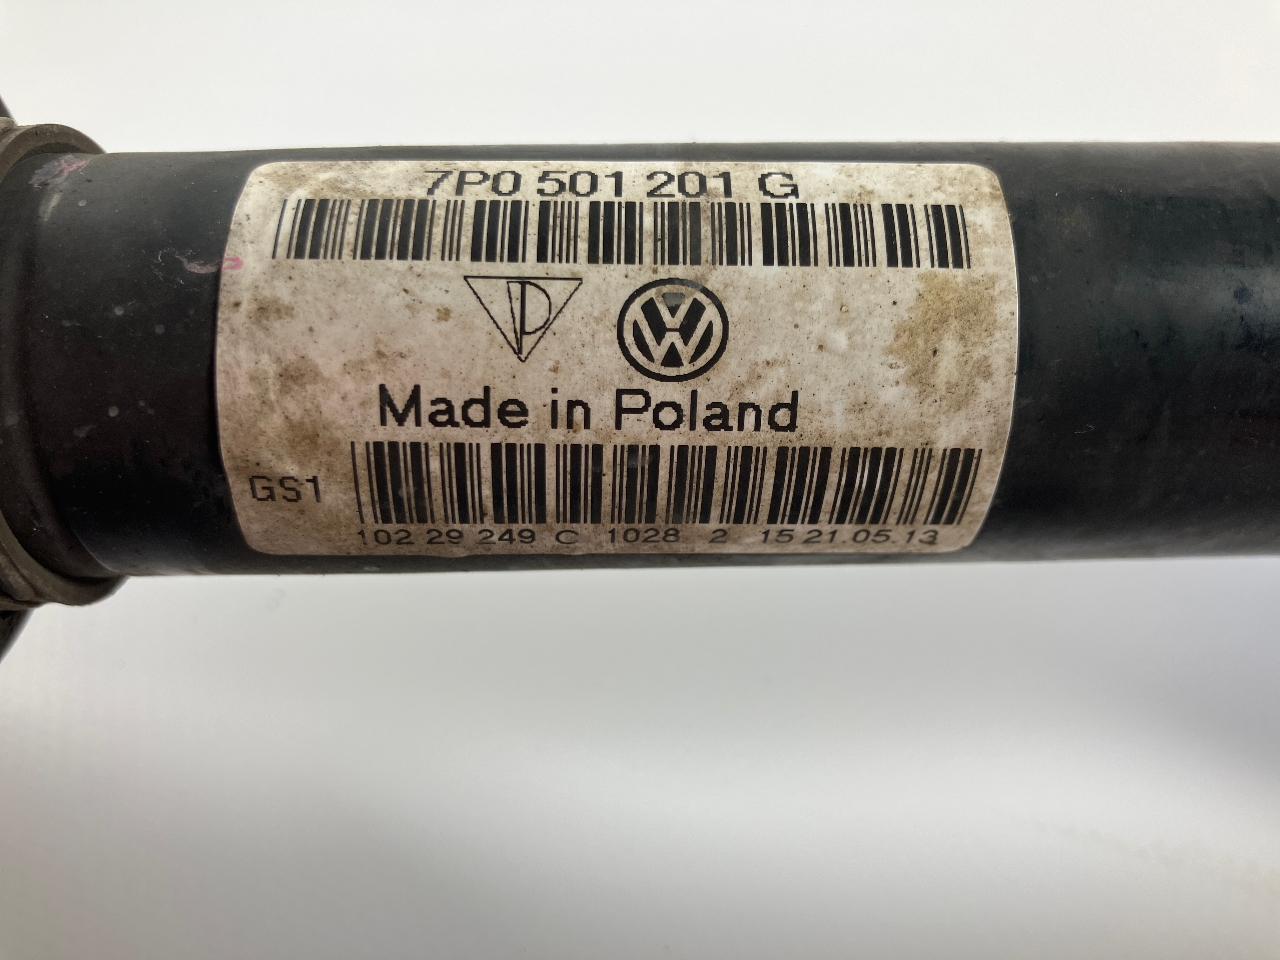 7P0 501 201 G
Made in Poland
GS1
102 29 249 C 1028 2 15 21.05.13